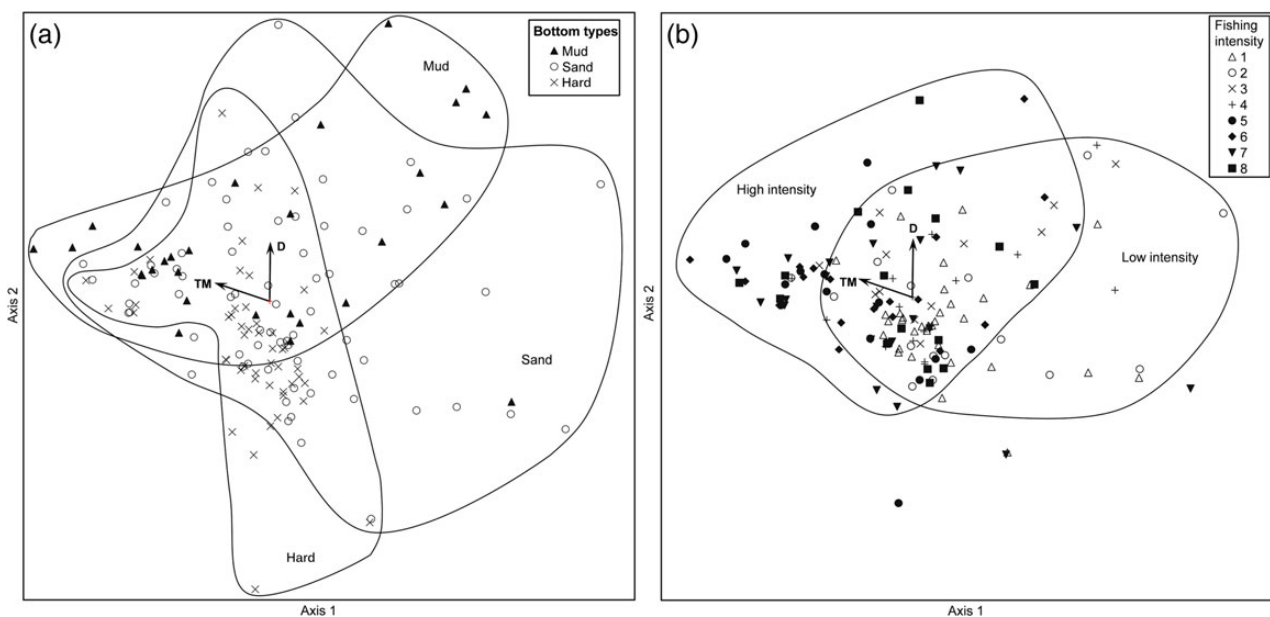 (a)
Bottom types
Mud
Sand
Hard
Mud
D
TM
Sand
Hard
Axis 2
Axis 1
(b)
Fishing
intensity
1
2
3
4
5
6
7
8
High intensity
D
Low intensity
TM
Axis 2
Axis 1